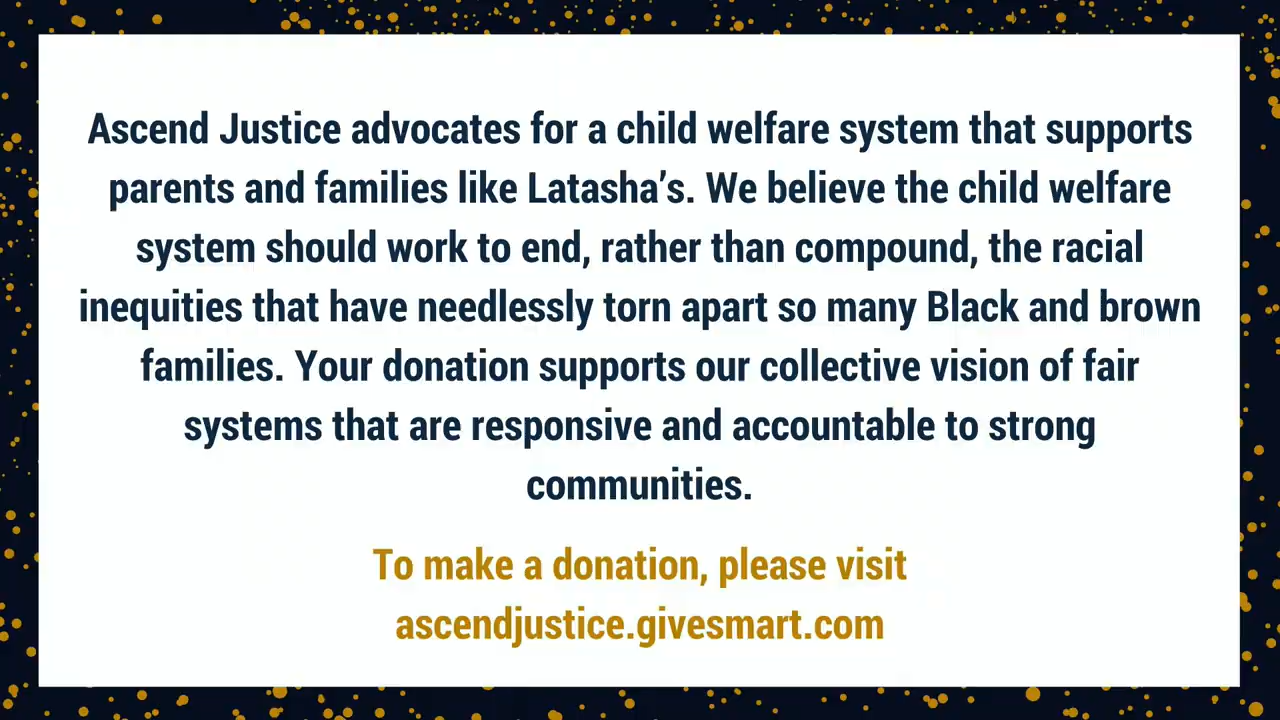 Ascend Justice advocates for a child welfare system that supports
parents and families like Latasha’s. We believe the child welfare
system should work to end, rather than compound, the racial
inequities that have needlessly torn apart so many Black and brown
families. Your donation supports our collective vision of fair
systems that are responsive and accountable to strong
communities.
To make a donation, please visit
ascendjustice.givesmart.com